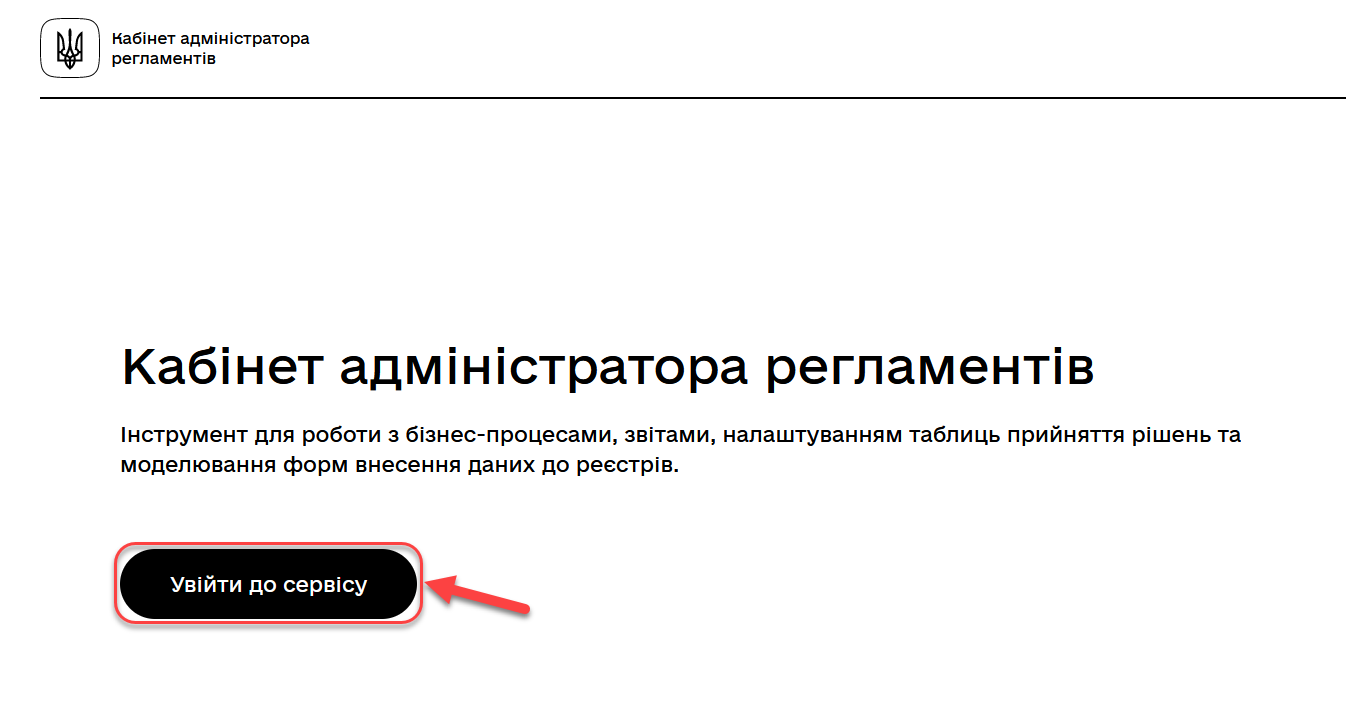 Кабінет адміністратора
регламентів
Кабінет адміністратора регламентів
Інструмент для роботи з бізнес-процесами, звітами, налаштуванням таблиць прийняття рішень та
моделювання форм внесення даних до реєстрів.
Увійти до сервісу